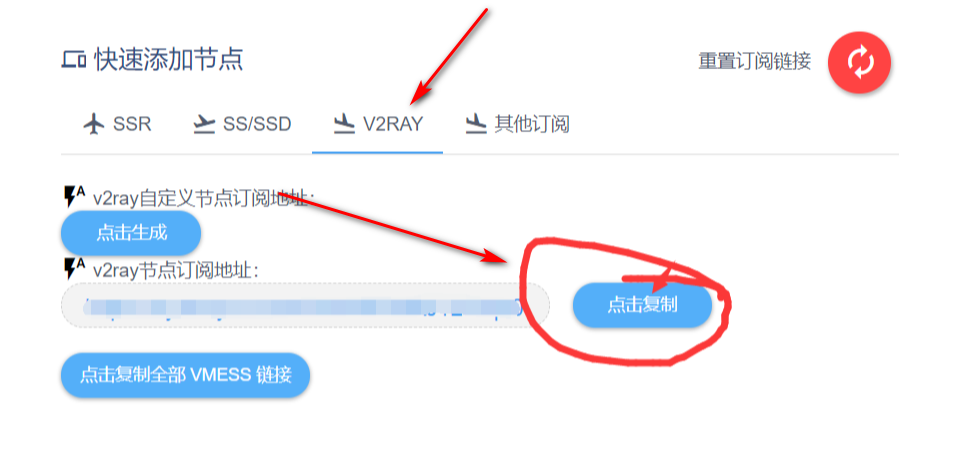 快速添加节点
重置订阅链接
SSR SS/SSD V2RAY 其他订阅
A v2ray自定义节点订阅地址：
点击生成
A v2ray节点订阅地址：
点击复制
点击复制全部 VMESS 链接